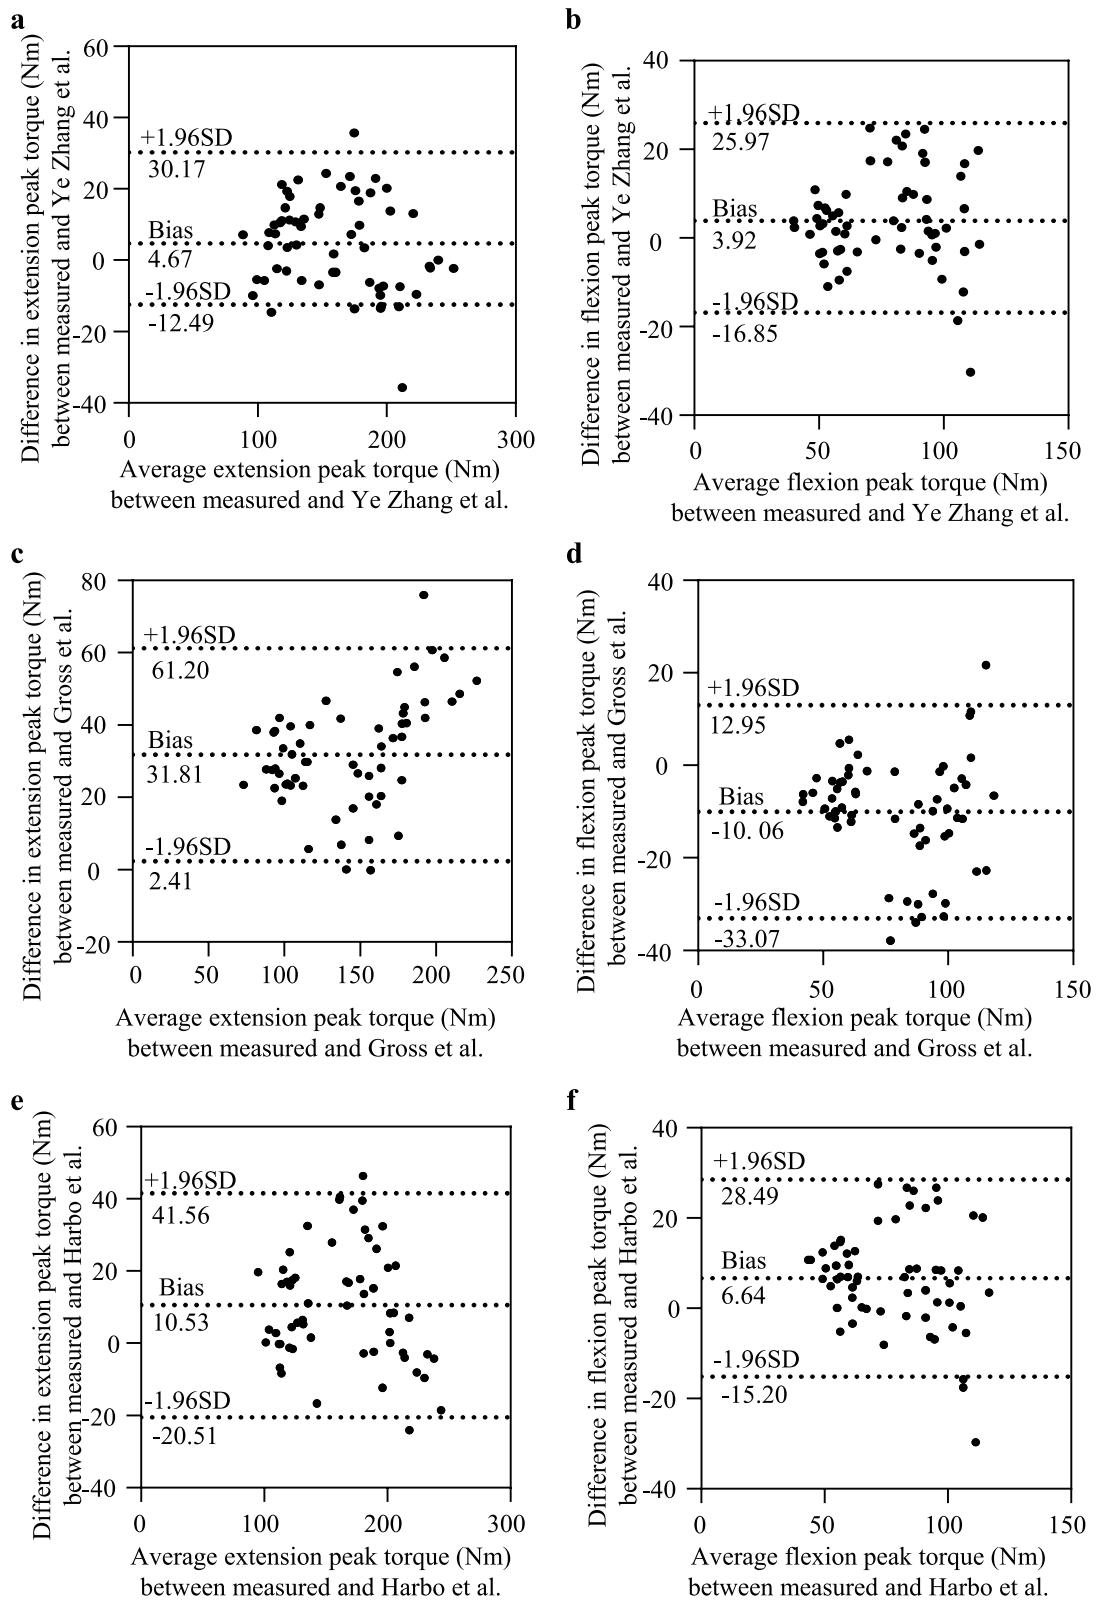 a
Difference in extension peak torque (Nm)
between measured and Ye Zhang et al.
60
40
20
0
-20
-40
+1.96SD
30.17
Bias
4.67
-1.96SD
-12.49
0 100 200 300
Average extension peak torque (Nm)
between measured and Ye Zhang et al.
b
Difference in flexion peak torque (Nm)
between measured and Ye Zhang et al.
40
20
0
-20
-40
+1.96SD
25.97
Bias
3.92
-1.96SD
-16.85
0 50 100 150
Average flexion peak torque (Nm)
between measured and Ye Zhang et al.
c
Difference in extension peak torque (Nm)
between measured and Gross et al.
80
60
40
20
0
-20
+1.96SD
61.20
Bias
31.81
-1.96SD
2.41
0 50 100 150 200 250
Average extension peak torque (Nm)
between measured and Gross et al.
d
Difference in flexion peak torque (Nm)
between measured and Gross et al.
40
20
0
-20
-40
+1.96SD
12.95
Bias
-10.06
-1.96SD
-33.07
0 50 100 150
Average flexion peak torque (Nm)
between measured and Gross et al.
e
Difference in extension peak torque (Nm)
between measured and Harbo et al.
60
40
20
0
-20
-40
+1.96SD
41.56
Bias
10.53
-1.96SD
-20.51
0 100 200 300
Average extension peak torque (Nm)
between measured and Harbo et al.
f
Difference in flexion peak torque (Nm)
between measured and Harbo et al.
40
20
0
-20
-40
+1.96SD
28.49
Bias
6.64
-1.96SD
-15.20
0 50 100 150
Average flexion peak torque (Nm)
between measured and Harbo et al.